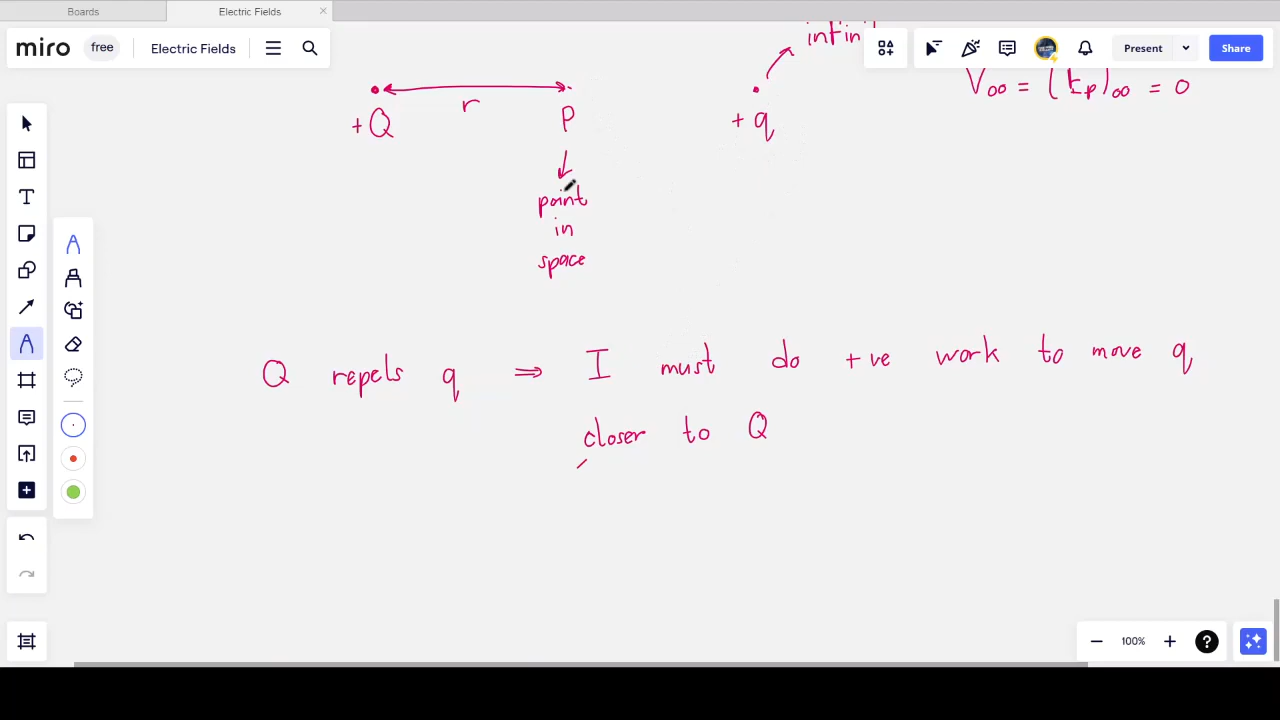 Boards
Electric Fields
miro free Electric Fields
Present
Share
infin
r
+Q
P
+q
V∞ = (Ep)∞ = 0
point
in
space
Q repels q ⇒ I must do +ve work to move q
closer to Q
100%